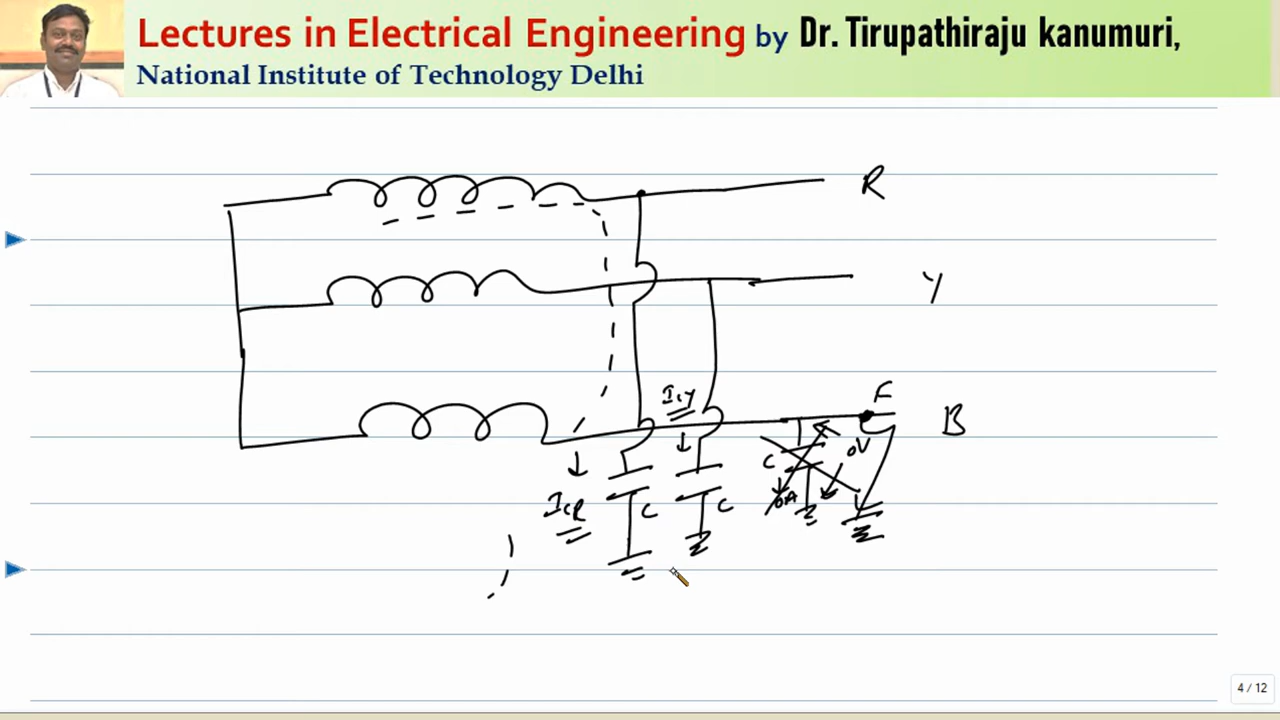 Lectures in Electrical Engineering by Dr. Tirupathiraju kanumuri,
National Institute of Technology Delhi
R
Y
F
B
ICY
0V
C
0A
ICR
C
C
4 / 12